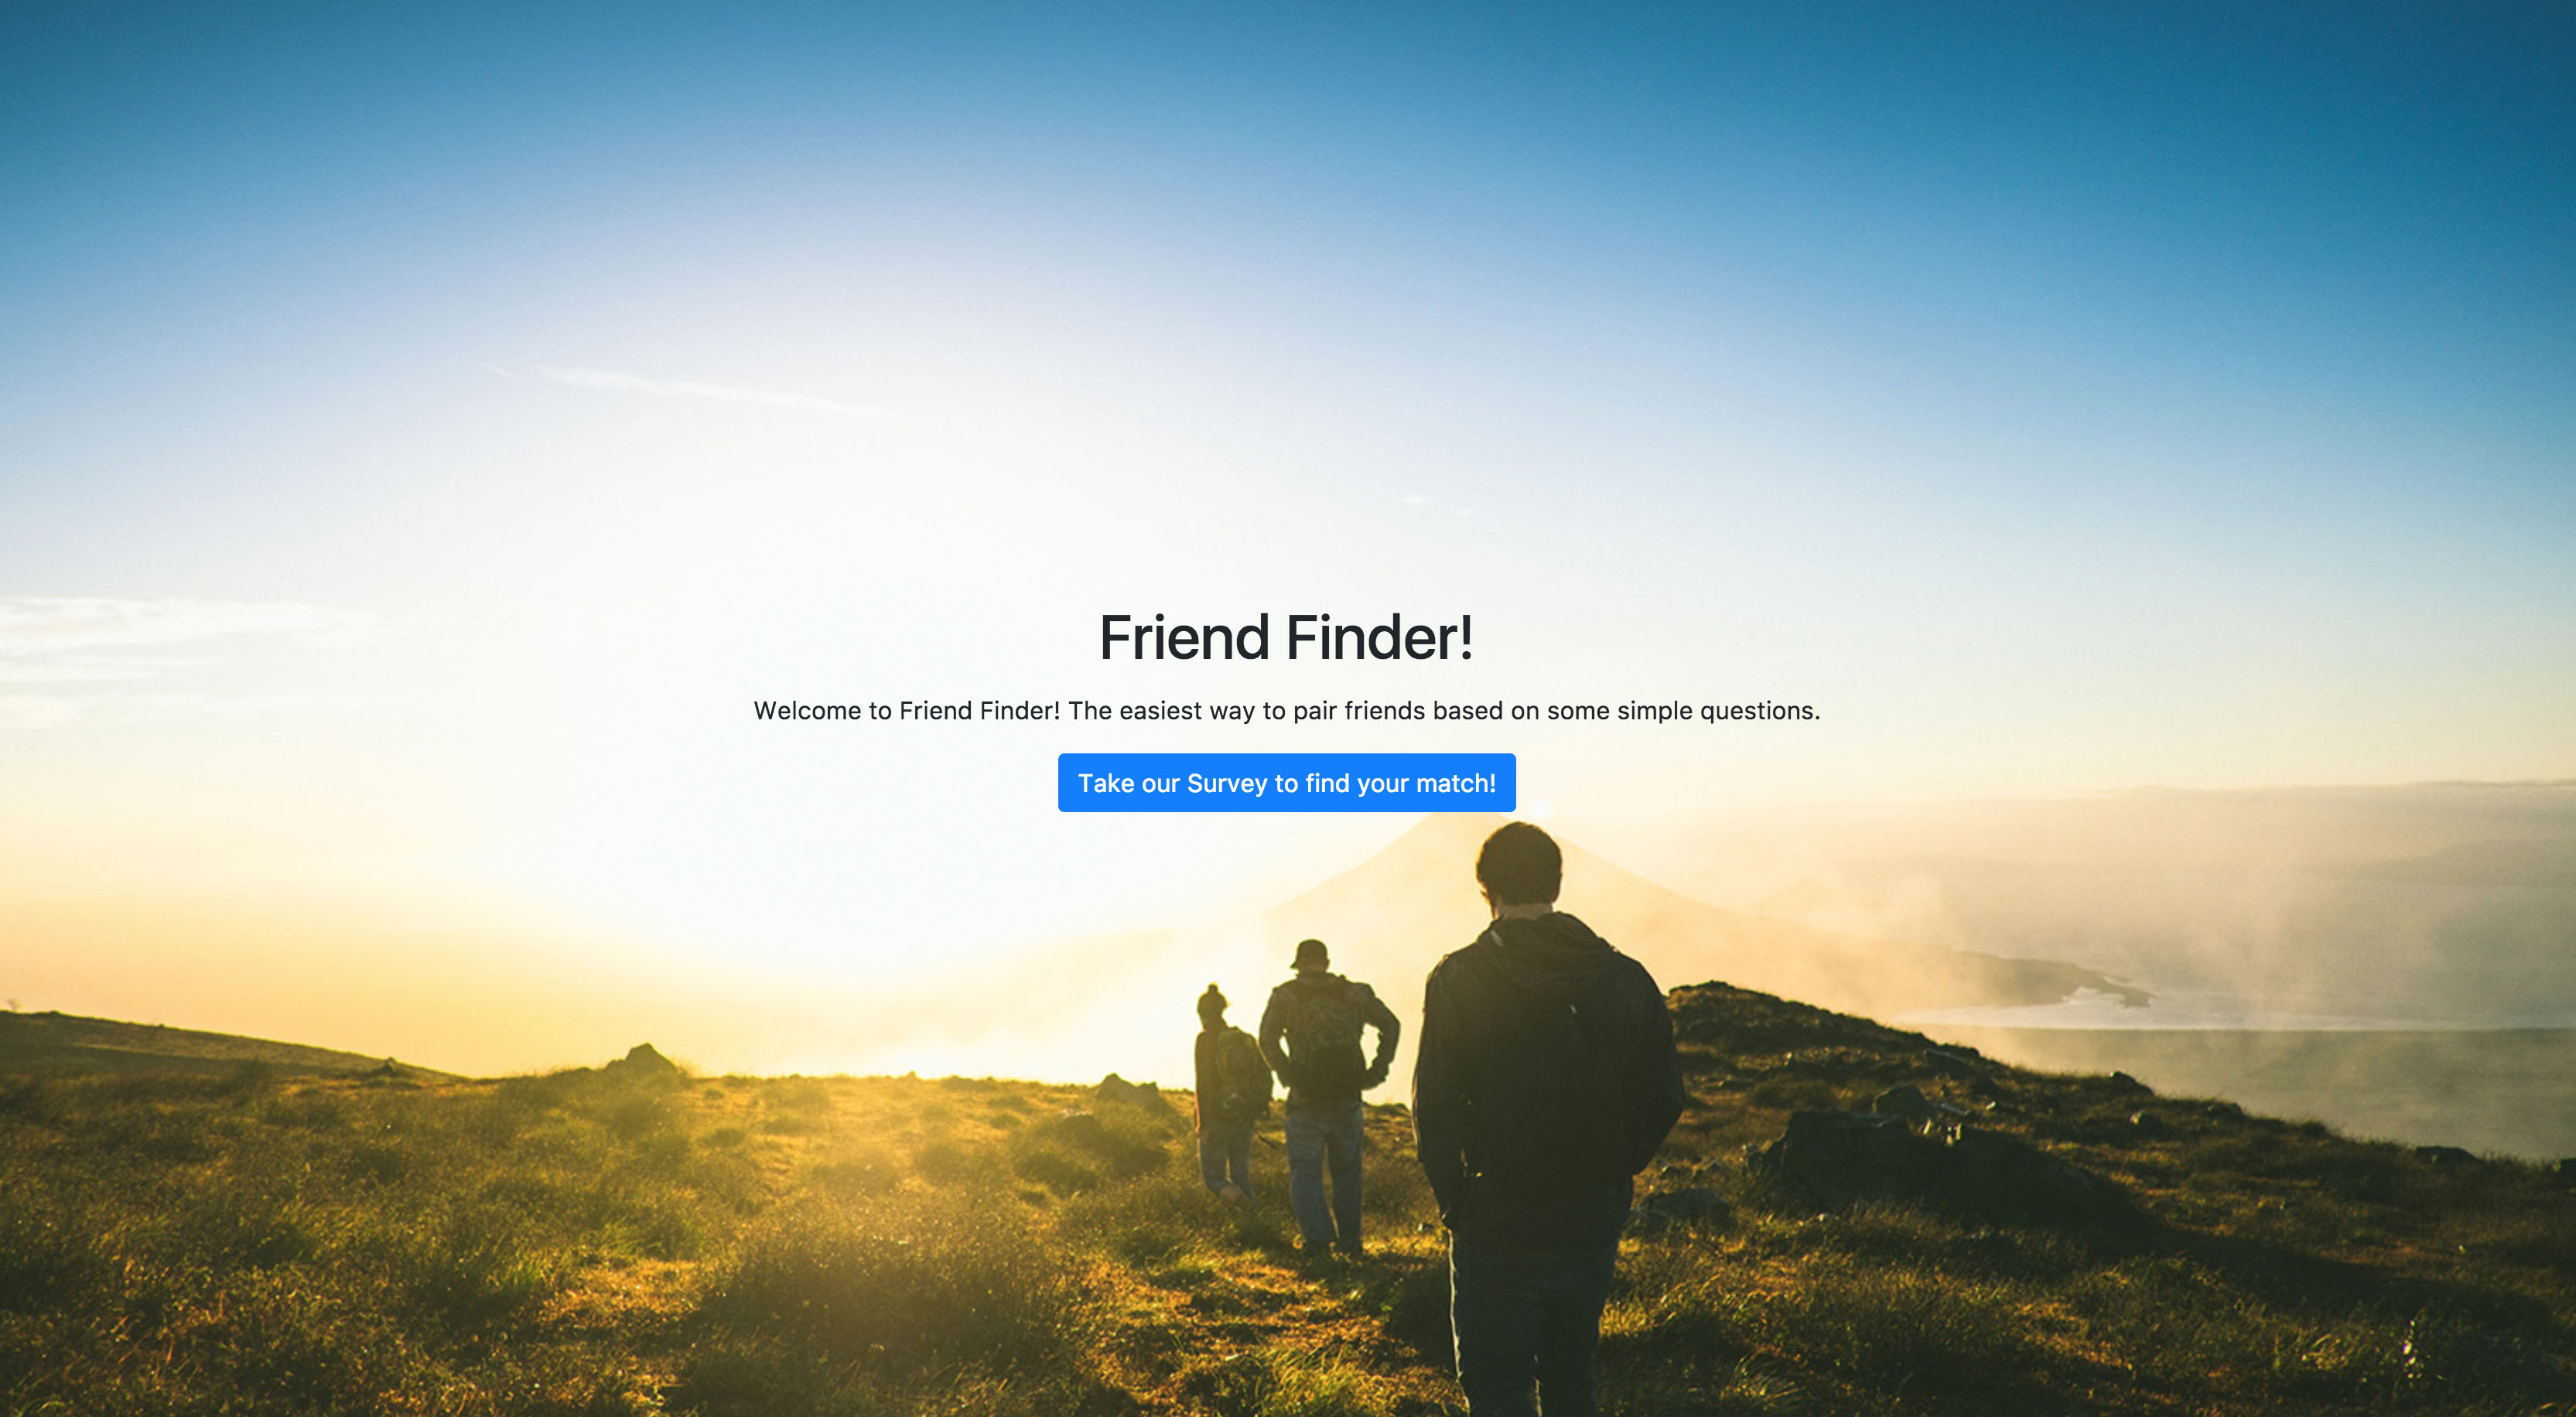 Friend Finder!
Welcome to Friend Finder! The easiest way to pair friends based on some simple questions.
Take our Survey to find your match!